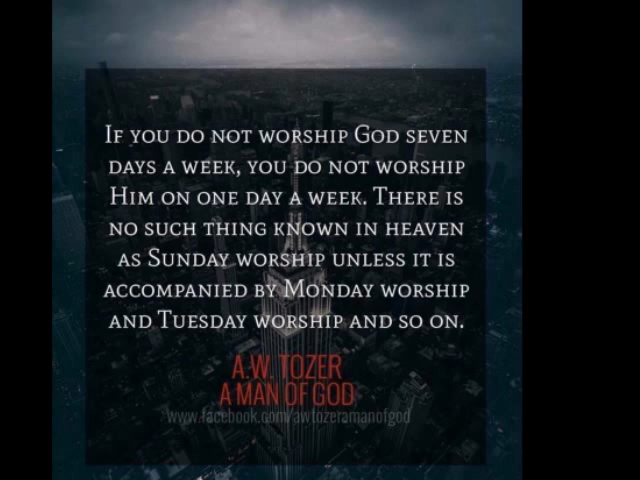 If you do not worship God seven
days a week, you do not worship
Him on one day a week. There is
no such thing known in heaven
as Sunday worship unless it is
accompanied by Monday worship
and Tuesday worship and so on.
A.W. TOZER
A MAN OF GOD
www.facebook.com/awtozeramanofgod